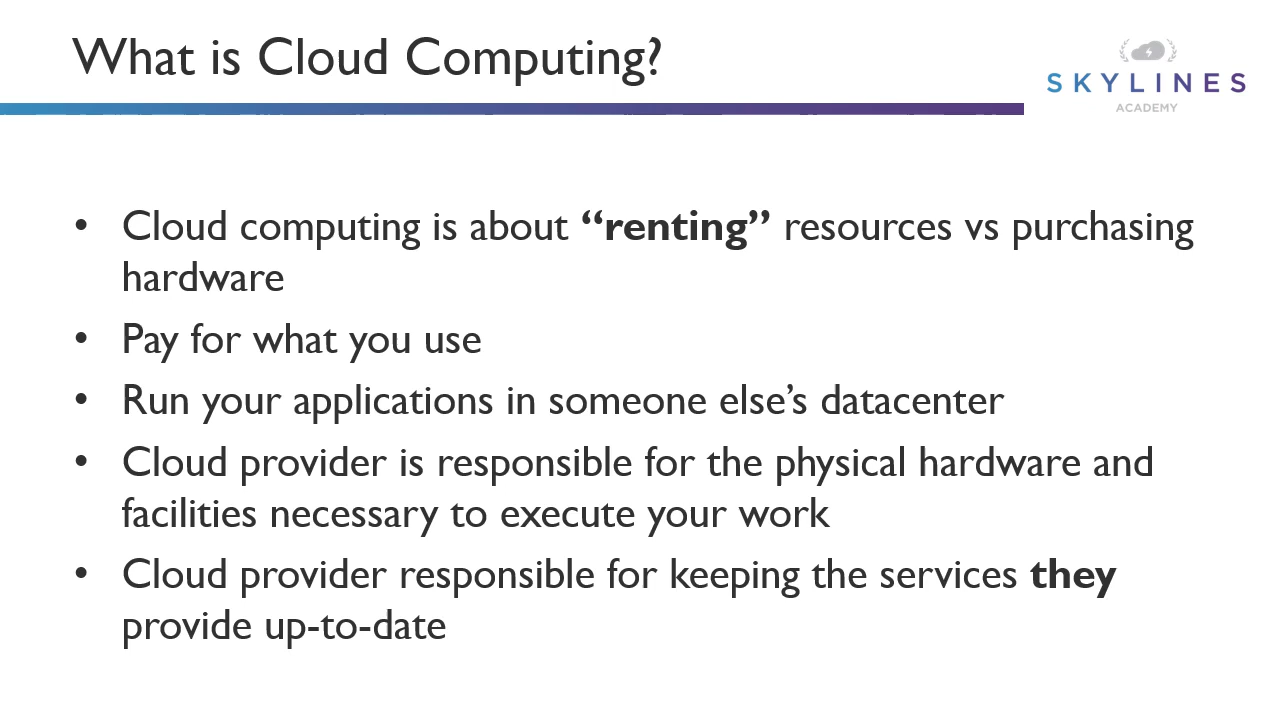 What is Cloud Computing?
SKYLINES
ACADEMY
• Cloud computing is about “renting” resources vs purchasing
hardware
• Pay for what you use
• Run your applications in someone else’s datacenter
• Cloud provider is responsible for the physical hardware and
facilities necessary to execute your work
• Cloud provider responsible for keeping the services they
provide up-to-date